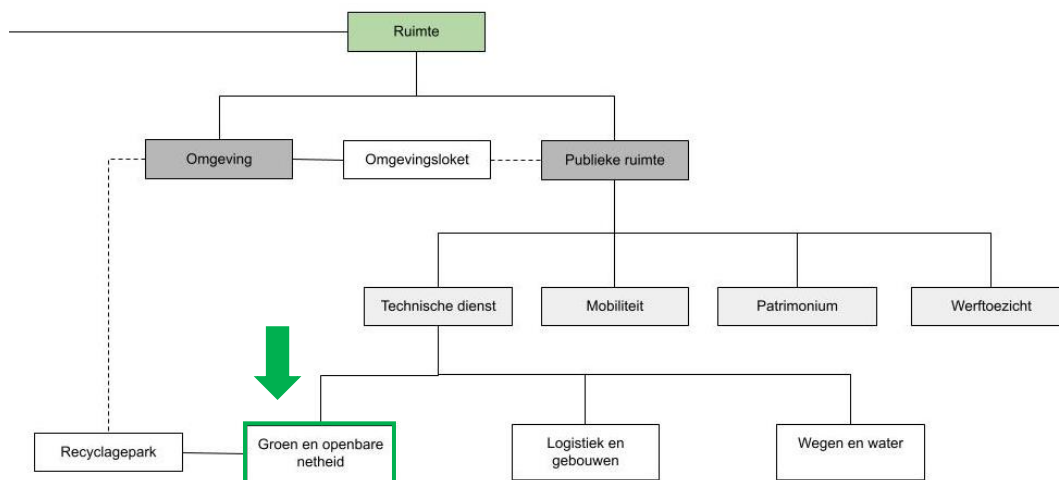 Ruimte
Omgeving
Omgevingsloket
Publieke ruimte
Technische dienst
Mobiliteit
Patrimonium
Werftoezicht
Recyclagepark
Groen en openbare
netheid
Logistiek en
gebouwen
Wegen en water